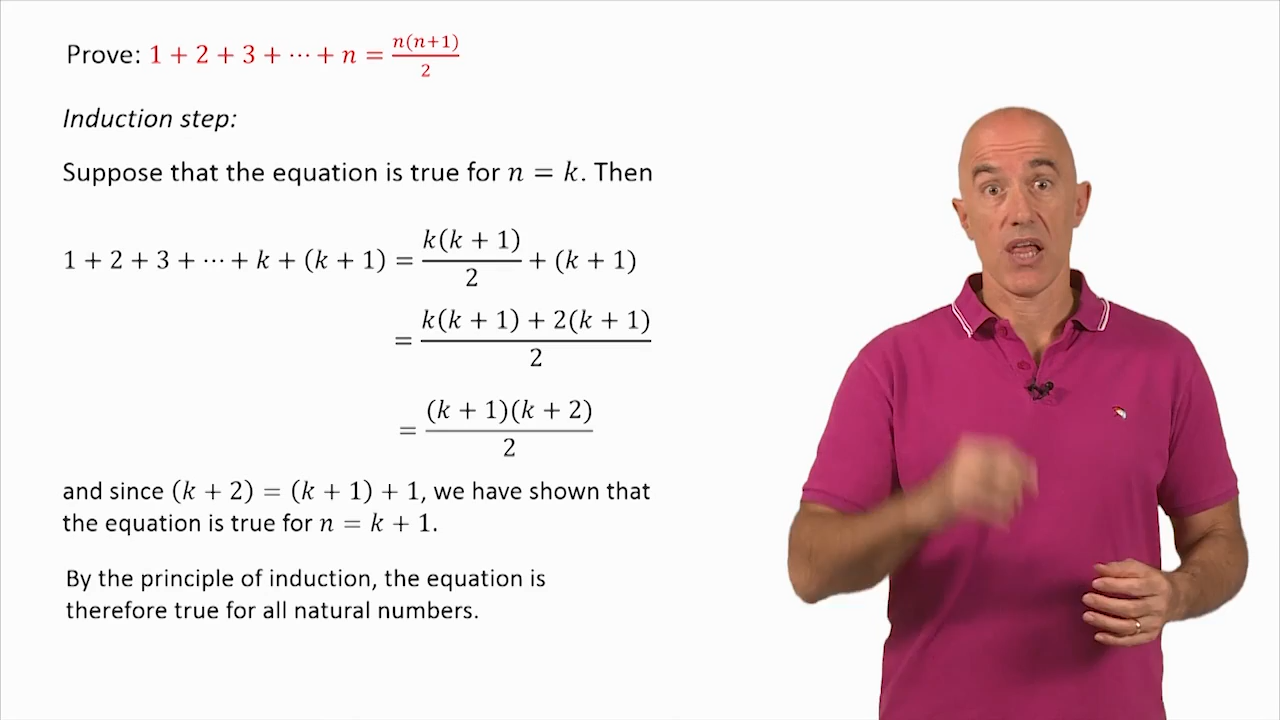 Prove: 1 + 2 + 3 + ⋯ + n = n(n+1)/2
Induction step:
Suppose that the equation is true for n = k. Then
1 + 2 + 3 + ⋯ + k + (k + 1) = k(k + 1)/2 + (k + 1)
= k(k + 1) + 2(k + 1)/2
= (k + 1)(k + 2)/2
and since (k + 2) = (k + 1) + 1, we have shown that
the equation is true for n = k + 1.
By the principle of induction, the equation is
therefore true for all natural numbers.